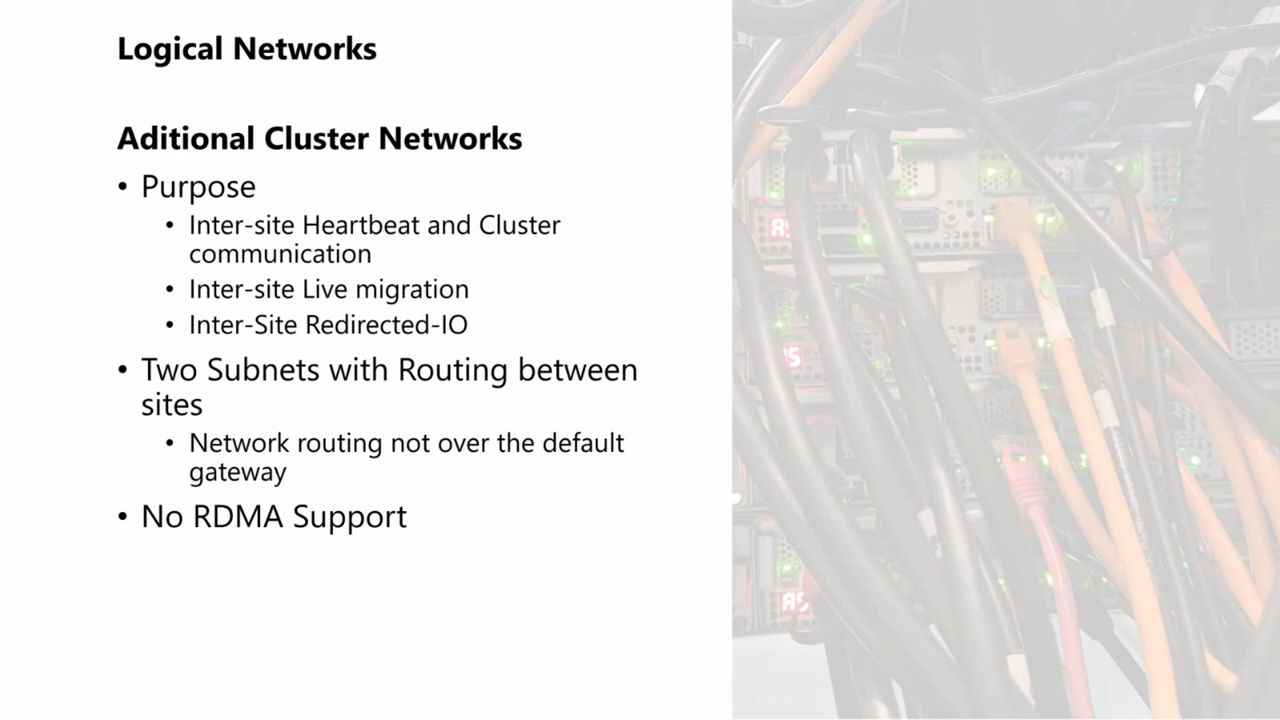 Logical Networks
Aditional Cluster Networks
• Purpose
• Inter-site Heartbeat and Cluster
communication
• Inter-site Live migration
• Inter-Site Redirected-IO
• Two Subnets with Routing between
sites
• Network routing not over the default
gateway
• No RDMA Support